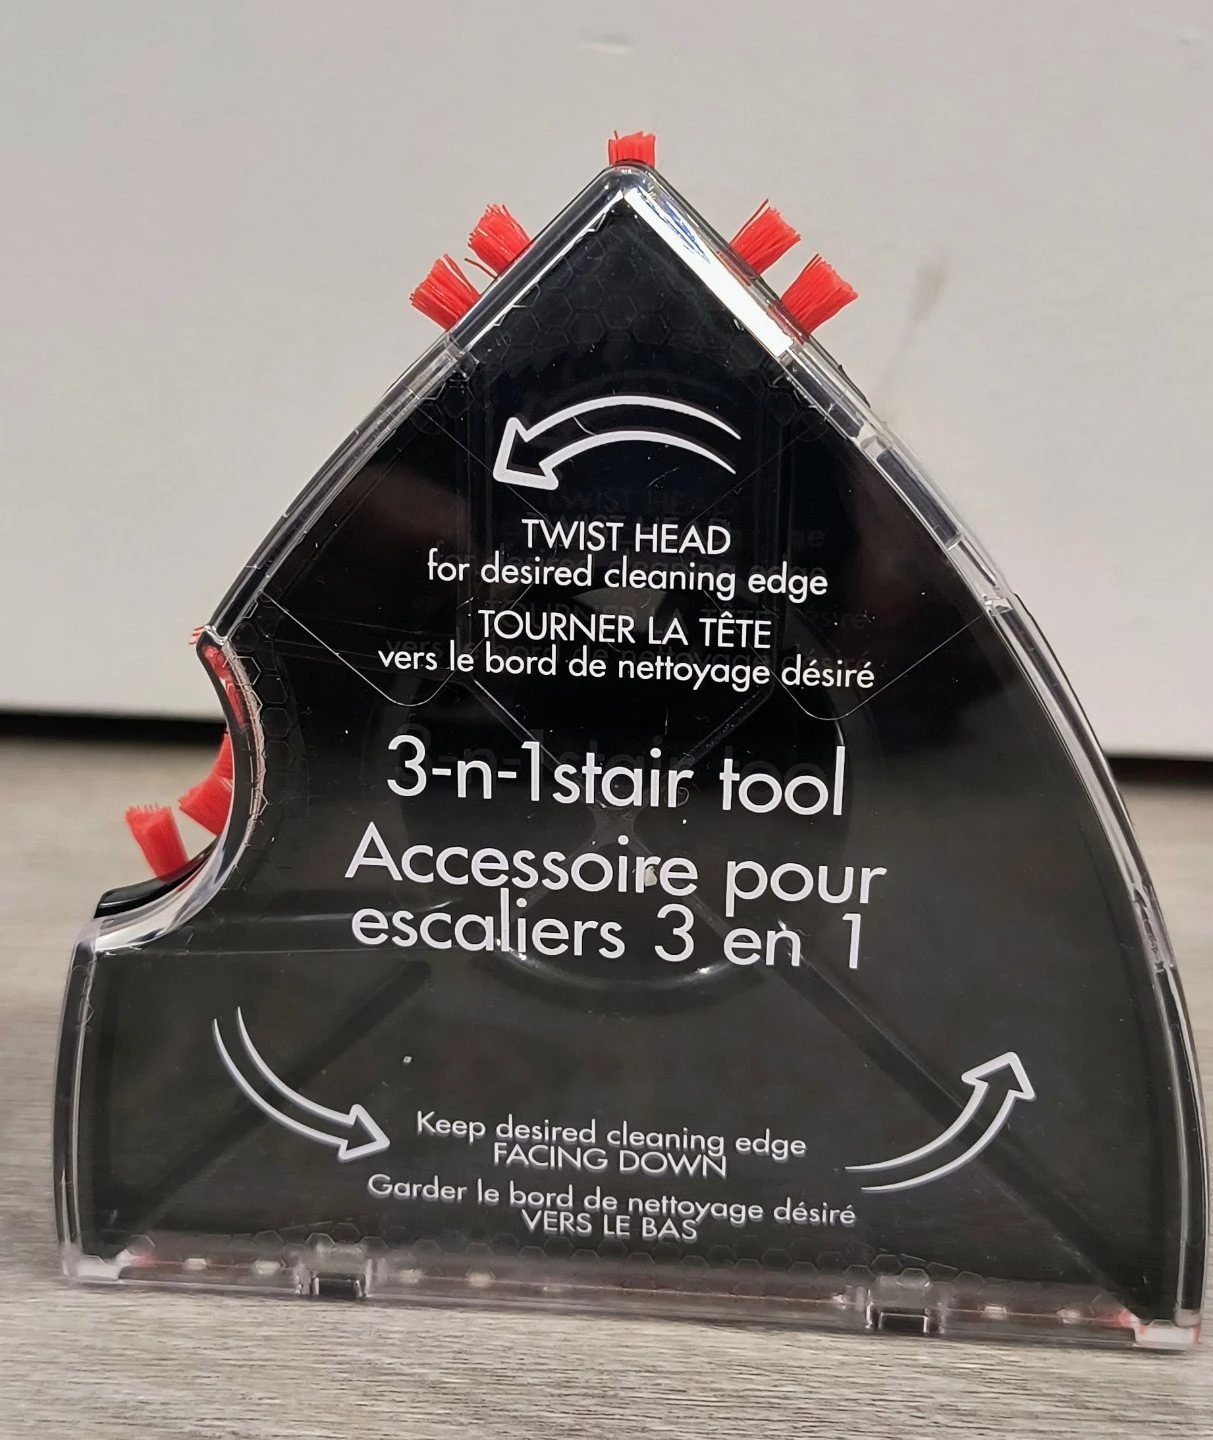 TWIST HEAD
for desired cleaning edge
TOURNER LA TÊTE
vers le bord de nettoyage désiré
3-n-1stair tool
Accessoire pour
escaliers 3 en 1
Keep desired cleaning edge
FACING DOWN
Garder le bord de nettoyage désiré
VERS LE BAS